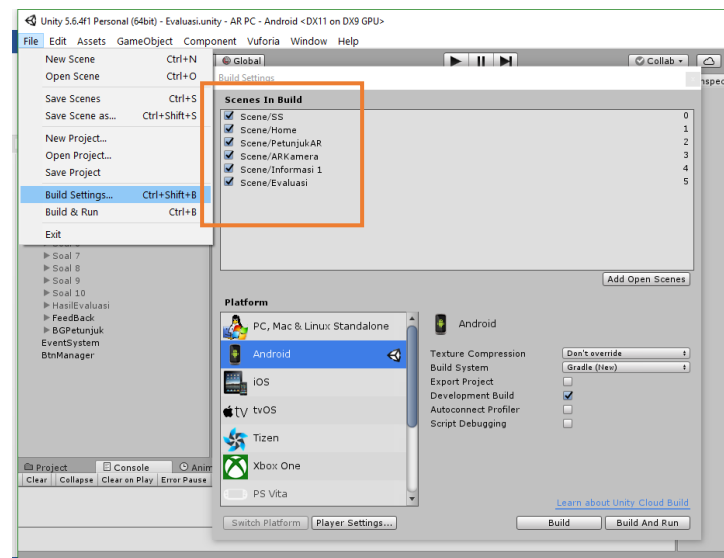 Unity 5.6.4f1 Personal (64bit) - Evaluasi.unity - AR PC - Android <DX11 on DX9 GPU>
File Edit Assets GameObject Component Vuforia Window Help
New Scene Ctrl+N
Open Scene Ctrl+O
Save Scenes Ctrl+S
Save Scene as... Ctrl+Shift+S
New Project...
Open Project...
Save Project
Build Settings... Ctrl+Shift+B
Build & Run Ctrl+B
Exit
Soal 7
Soal 8
Soal 9
Soal 10
HasilEvaluasi
FeedBack
BGPetunjuk
EventSystem
BtnManager
Project Console Anim
Clear Collapse Clear on Play Error Pause
Global
Collab
Build Settings
Scenes In Build
Scene/SS 0
Scene/Home 1
Scene/PetunjukAR 2
Scene/ARKamera 3
Scene/Informasi 1 4
Scene/Evaluasi 5
Add Open Scenes
Platform
PC, Mac & Linux Standalone
Android
iOS
tv tvOS
Tizen
Xbox One
PS Vita
Android
Texture Compression Don't override
Build System Gradle (New)
Export Project
Development Build
Autoconnect Profiler
Script Debugging
Learn about Unity Cloud Build
Switch Platform Player Settings... Build Build And Run